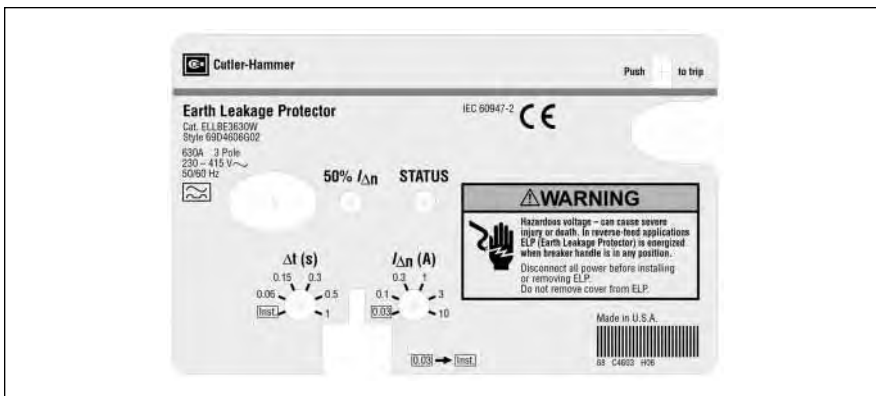 Cutler-Hammer
Push to trip
Earth Leakage Protector
Cat. ELLBE3630W
Style 69D4606G02
630A 3 Pole
230 – 415 V～
50/60 Hz
IEC 60947-2
CE
50% I∆n
STATUS
⚠WARNING
Hazardous voltage – can cause severe
injury or death. In reverse-feed applications
ELP (Earth Leakage Protector) is energized
when breaker handle is in any position.
Disconnect all power before installing
or removing ELP.
Do not remove cover from ELP.
∆t (s)
0.15 0.3
0.06 0.5
Inst. 1
I∆n (A)
0.3 1
0.1 3
0.03 10
0.03 → Inst.
Made in U.S.A.
68 C4603 H06